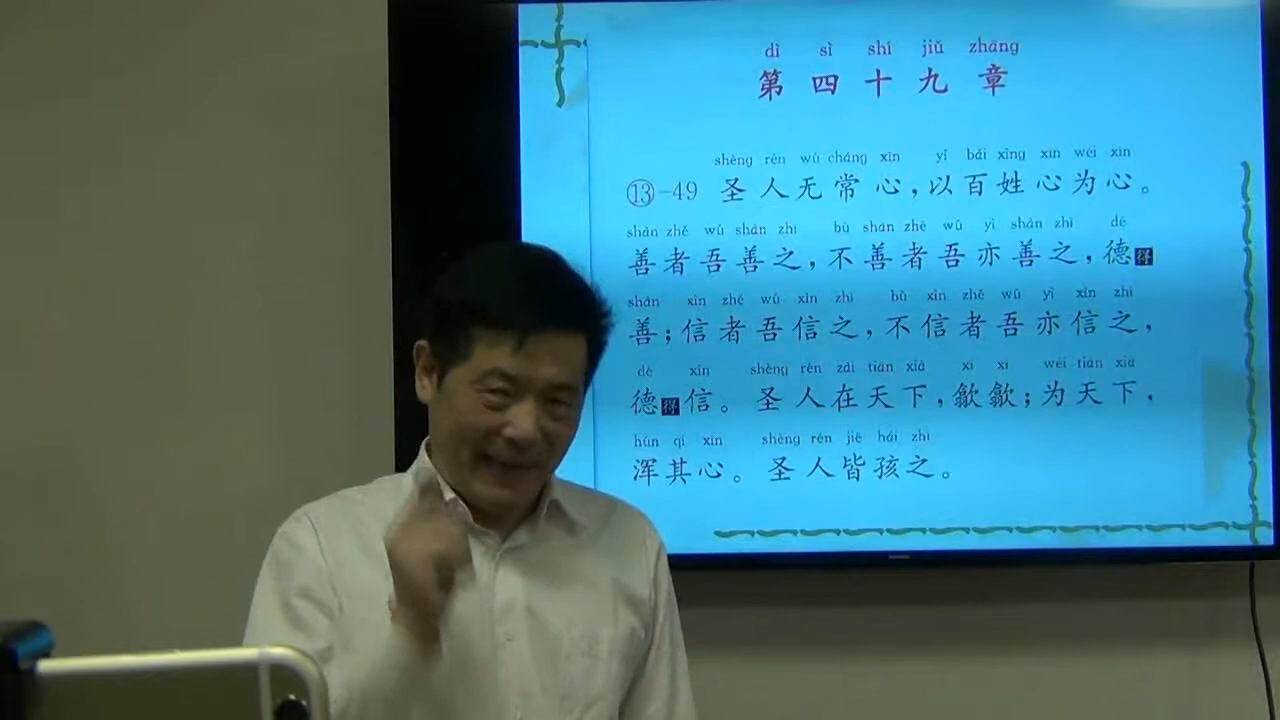 dì sì shí jiǔ zhāng
第四十九章
shèng rén wú cháng xīn yǐ bái xìng xīn wéi xīn
⑬-49 圣人无常心,以百姓心为心。
shàn zhě wú shàn zhī bù shàn zhě wú yì shàn zhī dé
善者吾善之,不善者吾亦善之,德得
shàn xìn zhě wú xìn zhī bù xìn zhě wú yì xìn zhī
善;信者吾信之,不信者吾亦信之,
dé xìn shèng rén zài tiān xià xī xī wéi tiān xià
德得信。圣人在天下,歙歙;为天下,
hún qí xīn shèng rén jiē hái zhī
浑其心。圣人皆孩之。